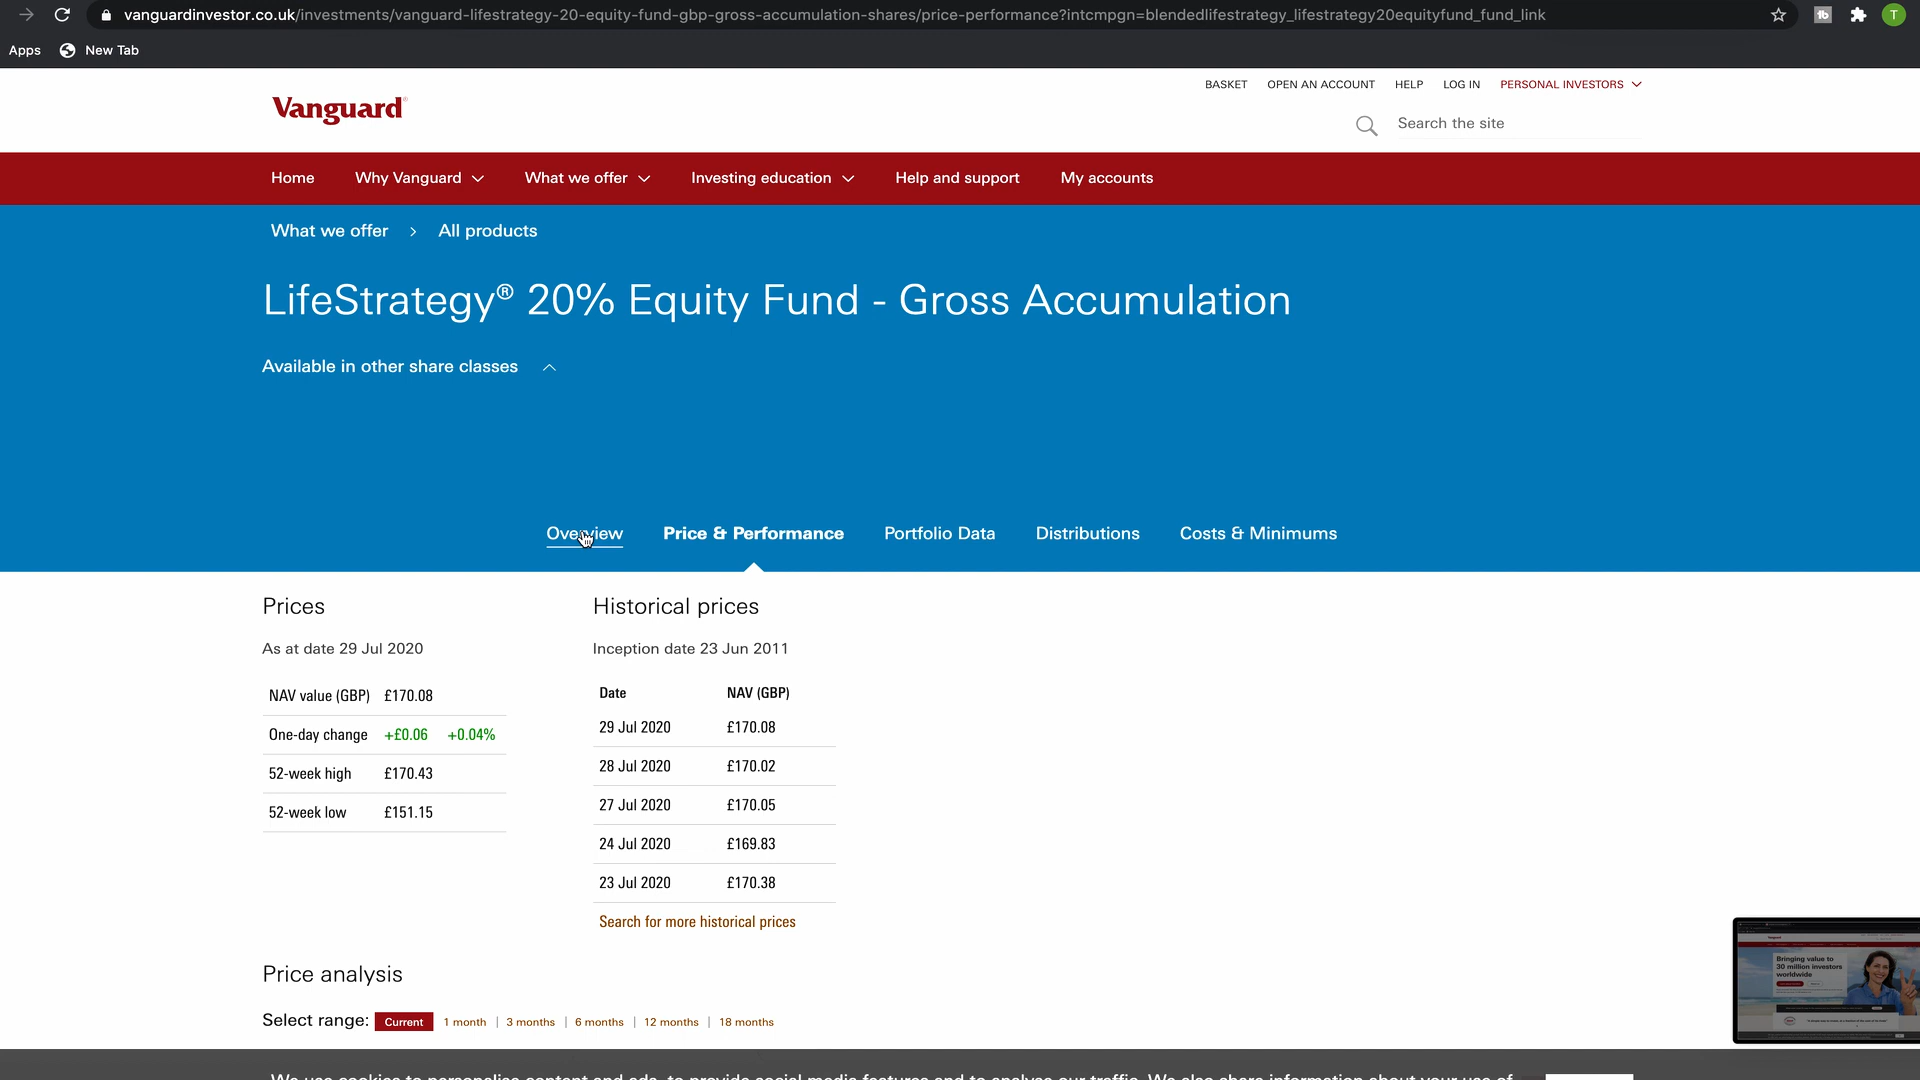 vanguardinvestor.co.uk/investments/vanguard-lifestrategy-20-equity-fund-gbp-gross-accumulation-shares/price-performance?intcmpgn=blendedlifestrategy_lifestrategy20equityfund_fund_link
T
Apps New Tab
BASKET OPEN AN ACCOUNT HELP LOG IN PERSONAL INVESTORS
Vanguard
Search the site
Home Why Vanguard What we offer Investing education Help and support My accounts
What we offer > All products
LifeStrategy® 20% Equity Fund - Gross Accumulation
Available in other share classes
Overview Price & Performance Portfolio Data Distributions Costs & Minimums
Prices
As at date 29 Jul 2020
NAV value (GBP) £170.08
One-day change +£0.06 +0.04%
52-week high £170.43
52-week low £151.15
Historical prices
Inception date 23 Jun 2011
Date NAV (GBP)
29 Jul 2020 £170.08
28 Jul 2020 £170.02
27 Jul 2020 £170.05
24 Jul 2020 £169.83
23 Jul 2020 £170.38
Search for more historical prices
Price analysis
Select range: Current 1 month | 3 months | 6 months | 12 months | 18 months
Vanguard
Bringing value to
30 million investors
worldwide
We use cookies to personalise content and ads, to provide social media features and to analyse our traffic. We also share information about your use of